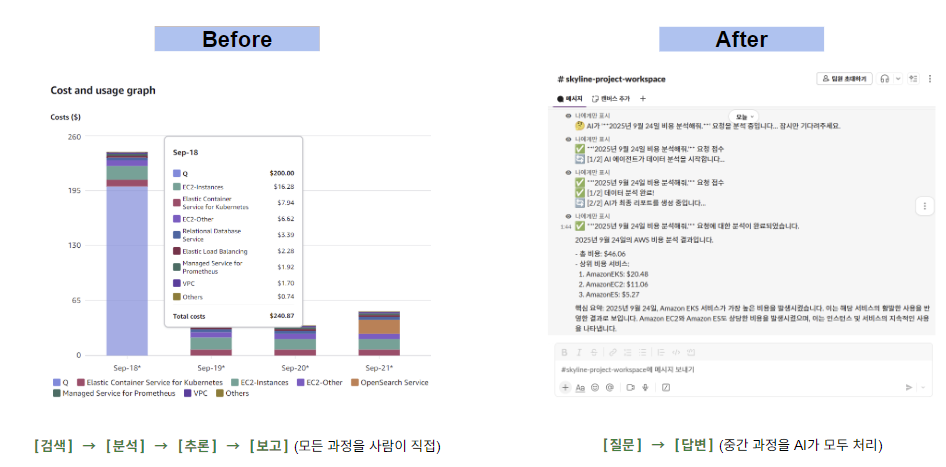 Before
Cost and usage graph
Costs ($)
260
195
130
65
0
Sep-18
Q $200.00
EC2-Instances $16.28
Elastic Container
Service for Kubernetes $7.94
EC2-Other $6.62
Relational Database
Service $3.39
Elastic Load Balancing $2.28
Managed Service for
Prometheus $1.92
VPC $1.70
Others $0.74
Total costs $240.87
Sep-18*
Sep-19*
Sep-20*
Sep-21*
Q Elastic Container Service for Kubernetes EC2-Instances EC2-Other OpenSearch Service
Managed Service for Prometheus VPC Others
[검색] → [분석] → [추론] → [보고] (모든 과정을 사람이 직접)
After
# skyline-project-workspace
팀원 초대하기
메시지 캔버스 추가 +
오늘
나에게만 표시
AI가 "**2025년 9월 24일 비용 분석해줘.**" 요청을 분석 중입니다... 잠시만 기다려주세요.
나에게만 표시
"**2025년 9월 24일 비용 분석해줘.**" 요청 접수
[1/2] AI 에이전트가 데이터 분석을 시작합니다...
나에게만 표시
"**2025년 9월 24일 비용 분석해줘.**" 요청 접수
[1/2] 데이터 분석 완료!
[2/2] AI가 최종 리포트를 생성 중입니다...
나에게만 표시
1:44 "**2025년 9월 24일 비용 분석해줘.**" 요청에 대한 분석이 완료되었습니다.
2025년 9월 24일의 AWS 비용 분석 결과입니다.
- 총 비용: $46.06
- 상위 비용 서비스:
1. AmazonEKS: $20.48
2. AmazonEC2: $11.06
3. AmazonES: $5.27
핵심 요약: 2025년 9월 24일, Amazon EKS 서비스가 가장 높은 비용을 발생시켰습니다. 이는 해당 서비스의 활발한 사용을 반
영한 결과로 보입니다. Amazon EC2와 Amazon ES도 상당한 비용을 발생시켰으며, 이는 인스턴스 및 서비스의 지속적인 사용
을 나타냅니다.
B I S
#skyline-project-workspace에 메시지 보내기
+ Aa @
[질문] → [답변] (중간 과정을 AI가 모두 처리)